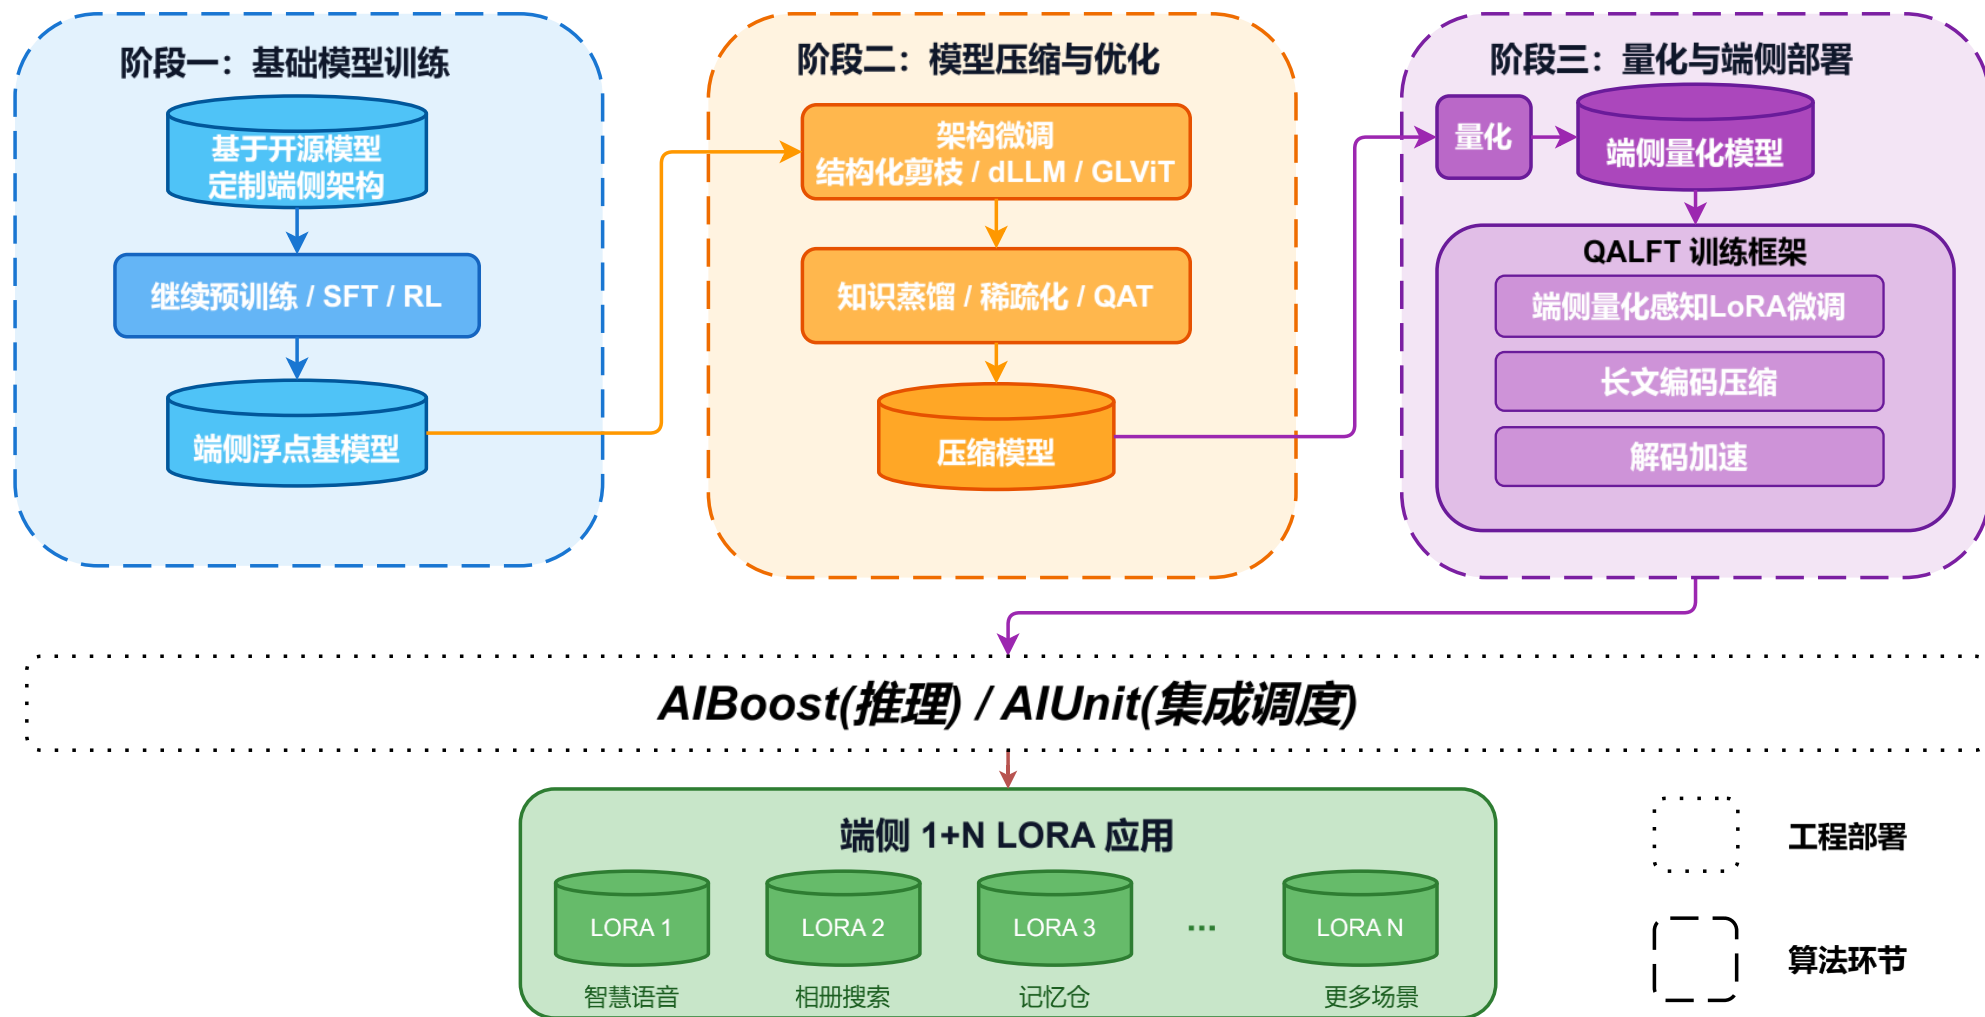 阶段一：基础模型训练
基于开源模型
定制端侧架构
继续预训练 / SFT / RL
端侧浮点基模型
阶段二：模型压缩与优化
架构微调
结构化剪枝 / dLLM / GLViT
知识蒸馏 / 稀疏化 / QAT
压缩模型
阶段三：量化与端侧部署
量化
端侧量化模型
QALFT 训练框架
端侧量化感知LoRA微调
长文编码压缩
解码加速
AIBoost(推理) / AIUnit(集成调度)
端侧 1+N LORA 应用
LORA 1
LORA 2
LORA 3
...
LORA N
智慧语音
相册搜索
记忆仓
更多场景
工程部署
算法环节